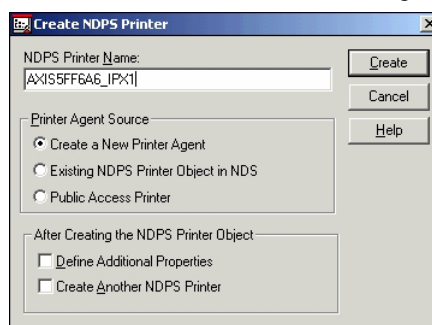 Create NDPS Printer
NDPS Printer Name:
AXIS5FF6A6_IPX1
Create
Cancel
Help
Printer Agent Source
Create a New Printer Agent
Existing NDPS Printer Object in NDS
Public Access Printer
After Creating the NDPS Printer Object
Define Additional Properties
Create Another NDPS Printer